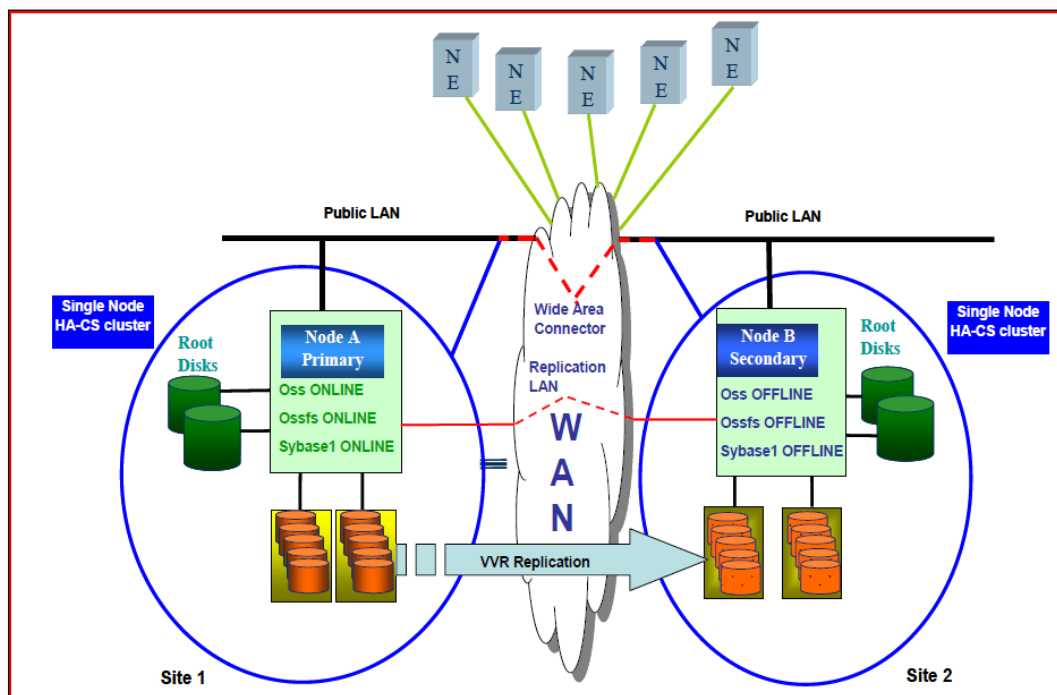 N
E
N
E
N
E
N
E
N
E
Public LAN
Public LAN
Single Node
HA-CS cluster
Root
Disks
Node A
Primary
Oss ONLINE
Ossfs ONLINE
Sybase1 ONLINE
Wide Area
Connector
Replication
LAN
W
A
N
Node B
Secondary
Oss OFFLINE
Ossfs OFFLINE
Sybase1 OFFLINE
Root
Disks
Single Node
HA-CS cluster
VVR Replication
Site 1
Site 2